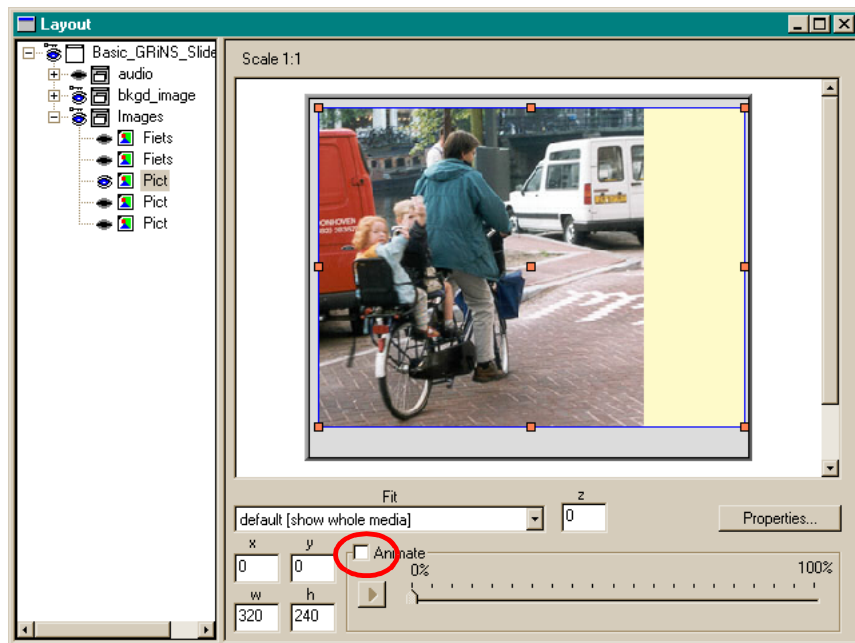 Layout
Basic_GRiNS_Slide
audio
bkgd_image
Images
Fiets
Fiets
Pict
Pict
Pict
Scale 1:1
Fit
default [show whole media]
z
0
Properties...
x
y
0
0
Animate
0%
100%
w
h
320
240